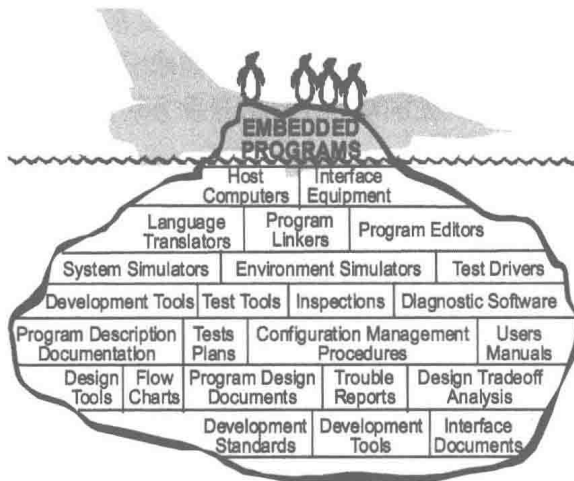 EMBEDDED
PROGRAMS
Host
Computers
Interface
Equipment
Language
Translators
Program
Linkers
Program Editors
System Simulators
Environment Simulators
Test Drivers
Development Tools
Test Tools
Inspections
Diagnostic Software
Program Description
Documentation
Tests
Plans
Configuration Management
Procedures
Users
Manuals
Design
Tools
Flow
Charts
Program Design
Documents
Trouble
Reports
Design Tradeoff
Analysis
Development
Standards
Development
Tools
Interface
Documents